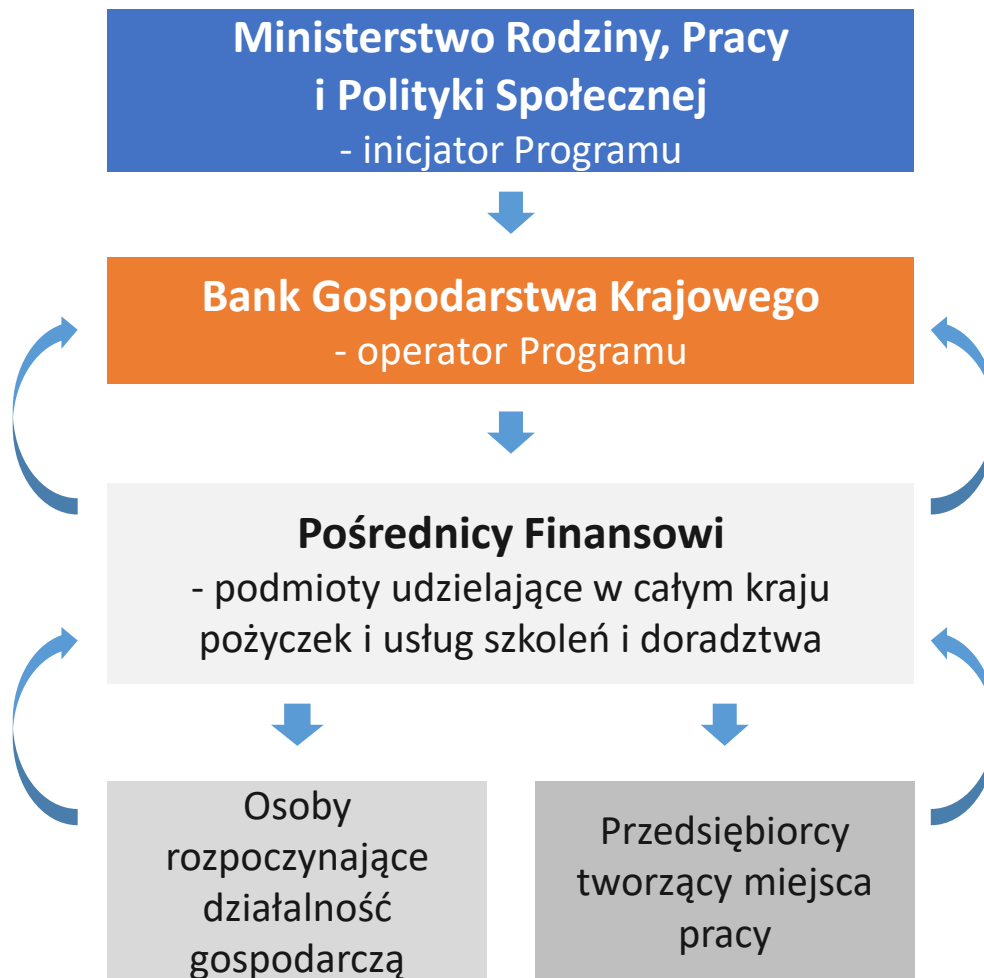 Ministerstwo Rodziny, Pracy
i Polityki Społecznej
- inicjator Programu
Bank Gospodarstwa Krajowego
- operator Programu
Pośrednicy Finansowi
- podmioty udzielające w całym kraju
pożyczek i usług szkoleń i doradztwa
Osoby
rozpoczynające
działalność
gospodarczą
Przedsiębiorcy
tworzący miejsca
pracy